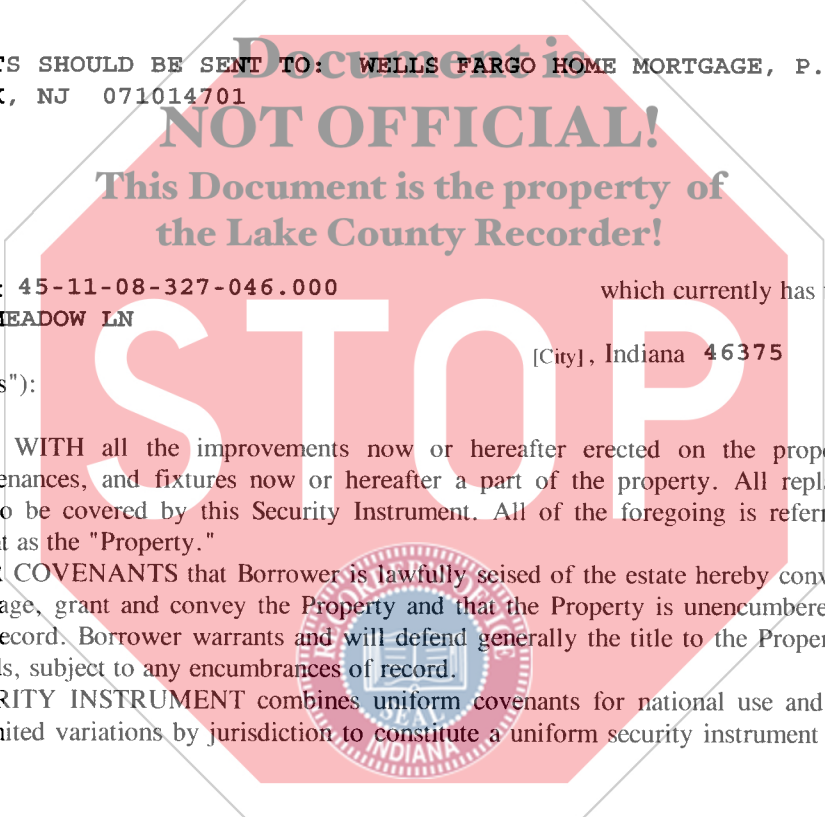 Document is
TS SHOULD BE SENT TO: WELLS FARGO HOME MORTGAGE, P.
, NJ 071014701
NOT OFFICIAL!
This Document is the property of
the Lake County Recorder!
: 45-11-08-327-046.000 which currently has
MEADOW LN
[City] , Indiana 46375
s"):
STOP
WITH all the improvements now or hereafter erected on the prop
enances, and fixtures now or hereafter a part of the property. All repl
o be covered by this Security Instrument. All of the foregoing is referr
t as the "Property."
R COVENANTS that Borrower is lawfully seised of the estate hereby conv
age, grant and convey the Property and that the Property is unencumbere
ecord. Borrower warrants and will defend generally the title to the Proper
ds, subject to any encumbrances of record.
RITY INSTRUMENT combines uniform covenants for national use and
mited variations by jurisdiction to constitute a uniform security instrument
RECORDER'S OFFICE
SEAL
INDIANA